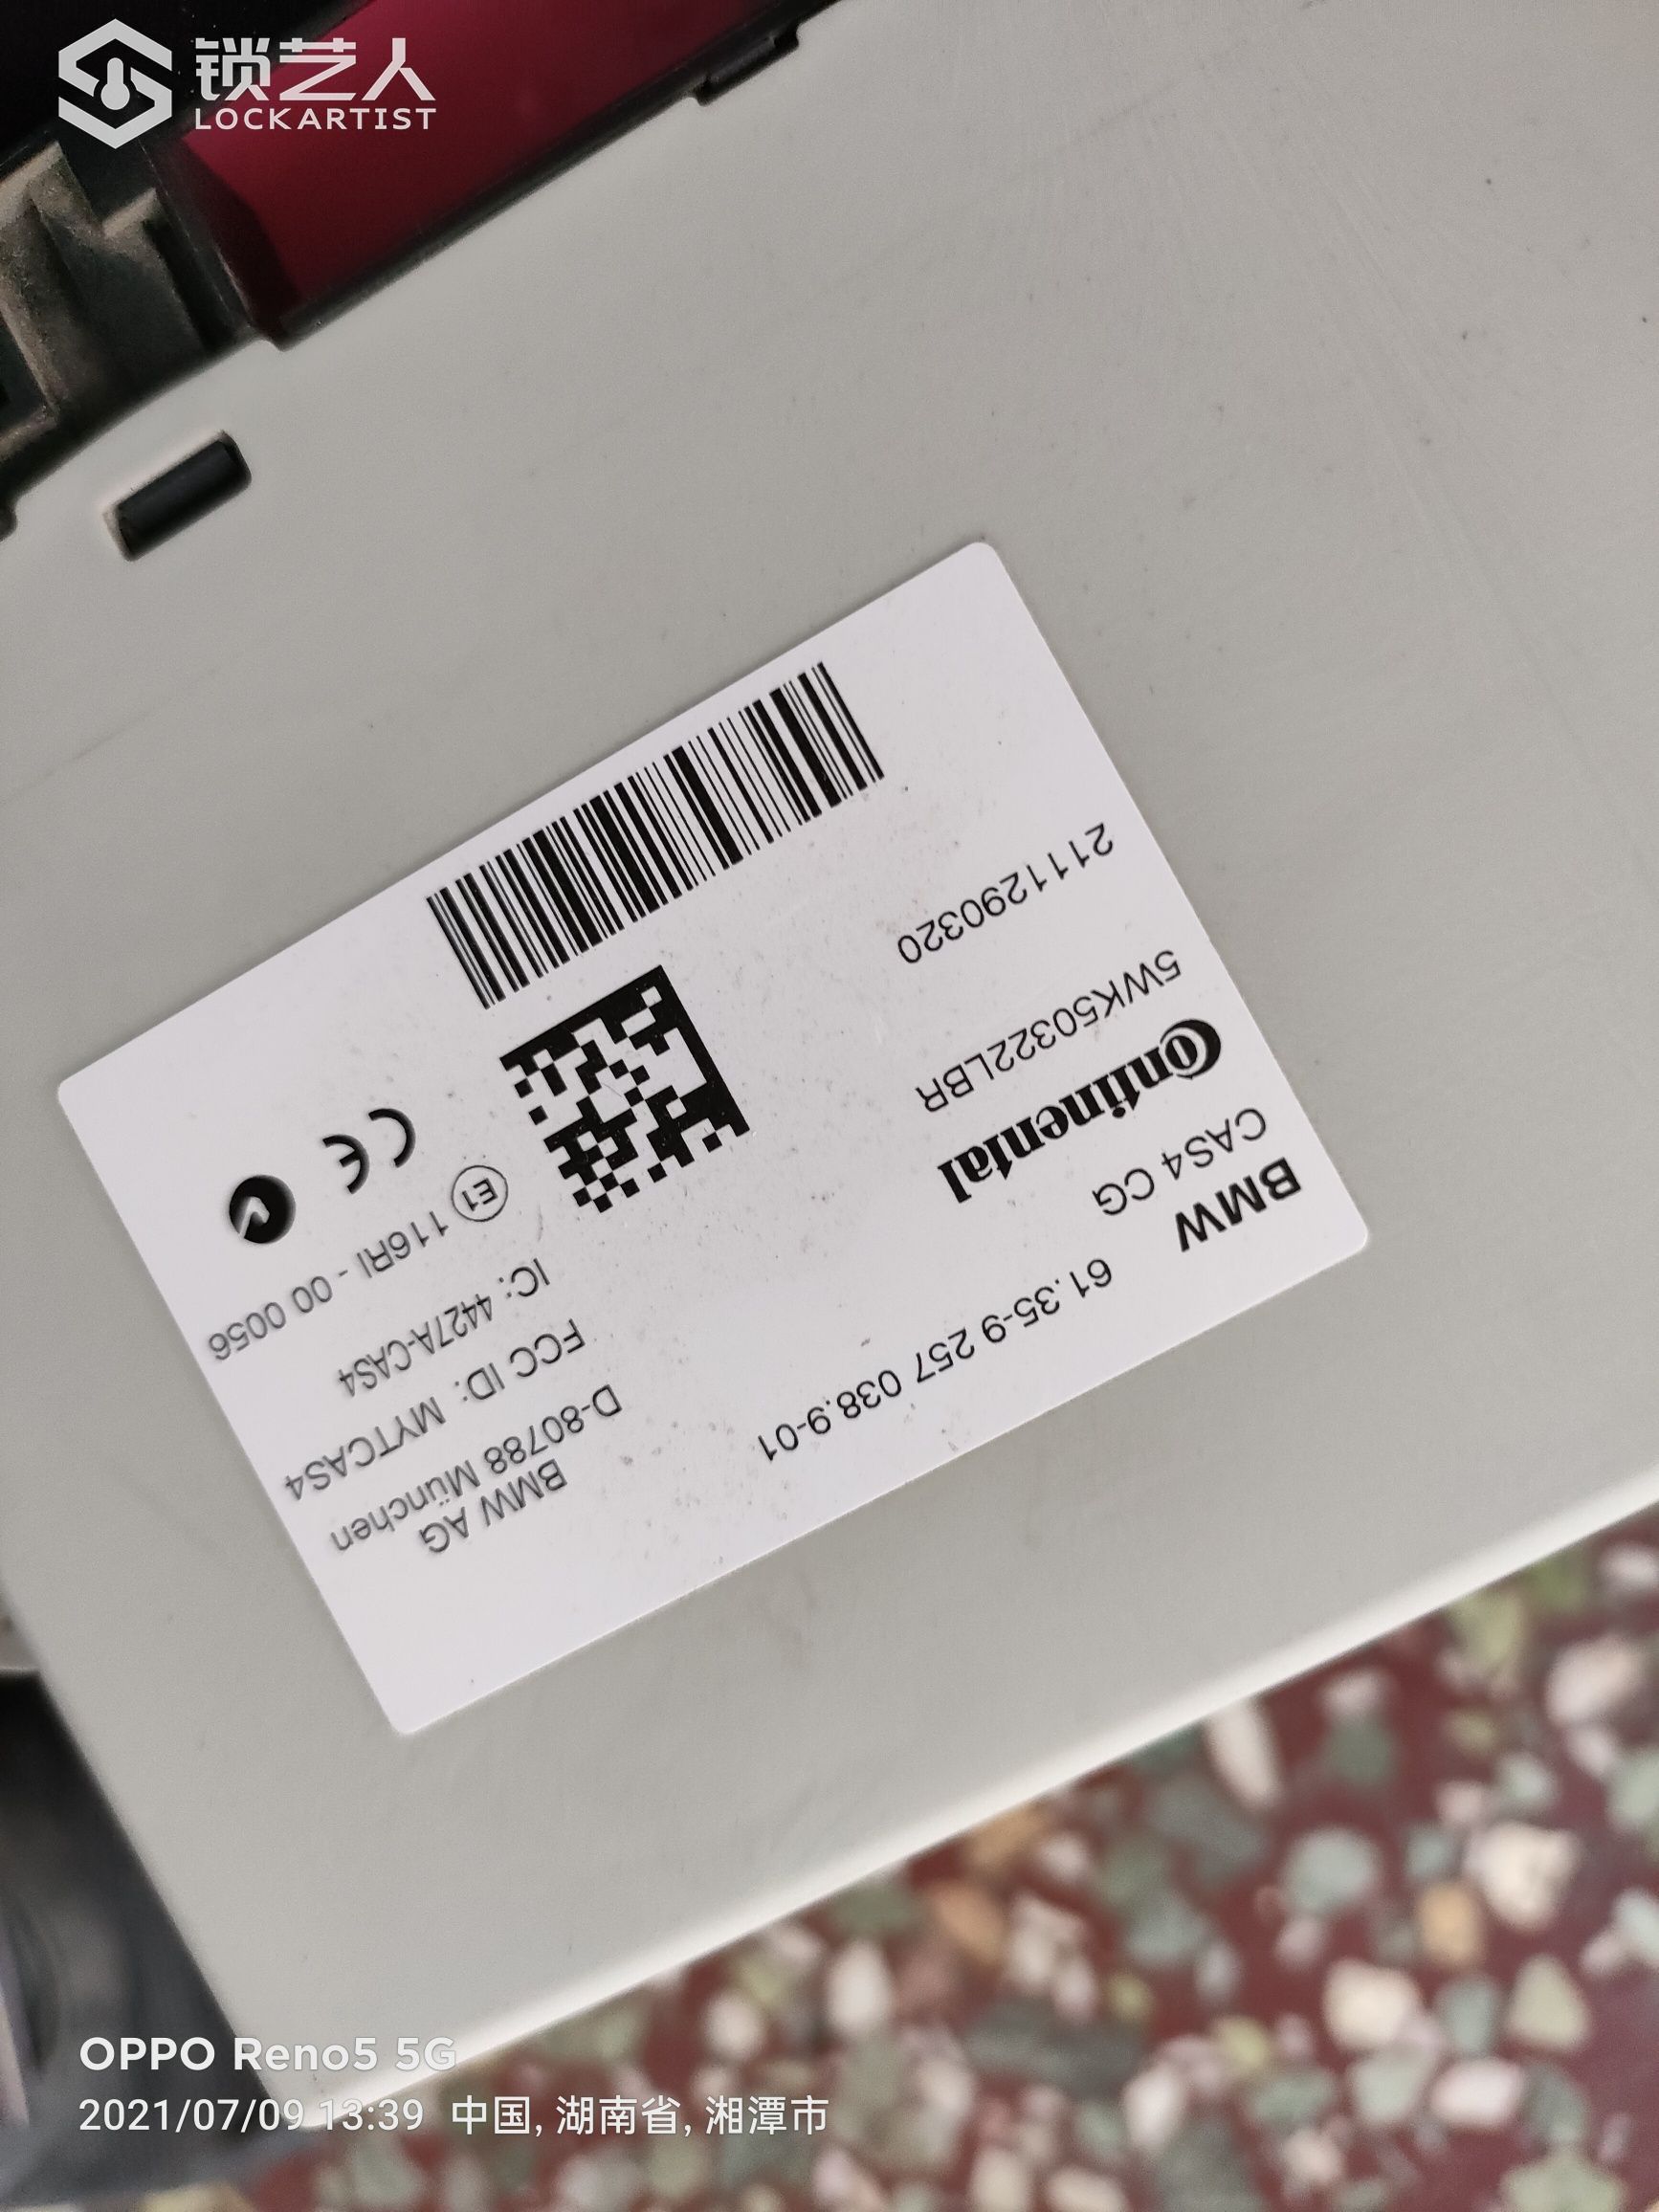 锁艺人
LOCKARTIST
BMW
CAS4 CG
61.35-9 257 038.9-01
Continental
5WK50322LBR
2111290320
BMW AG
D-80788 München
FCC ID: MYTCAS4
IC: 4427A-CAS4
E1 116RI - 00 0056
CE
OPPO Reno5 5G
2021/07/09 13:39 中国, 湖南省, 湘潭市